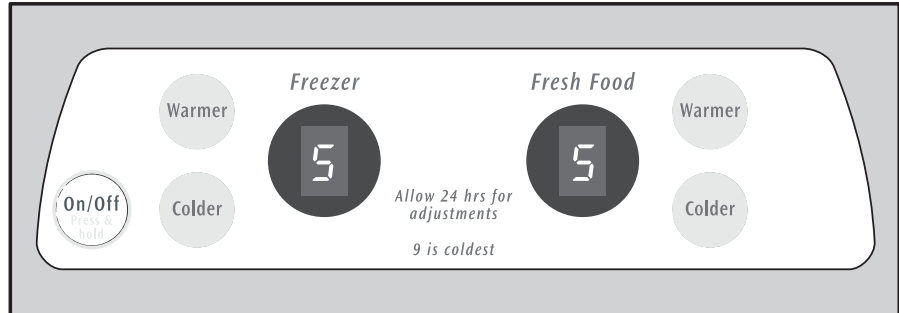 Freezer
Fresh Food
Warmer
5
5
Warmer
On/Off
Press &
hold
Colder
Allow 24 hrs for
adjustments
Colder
9 is coldest